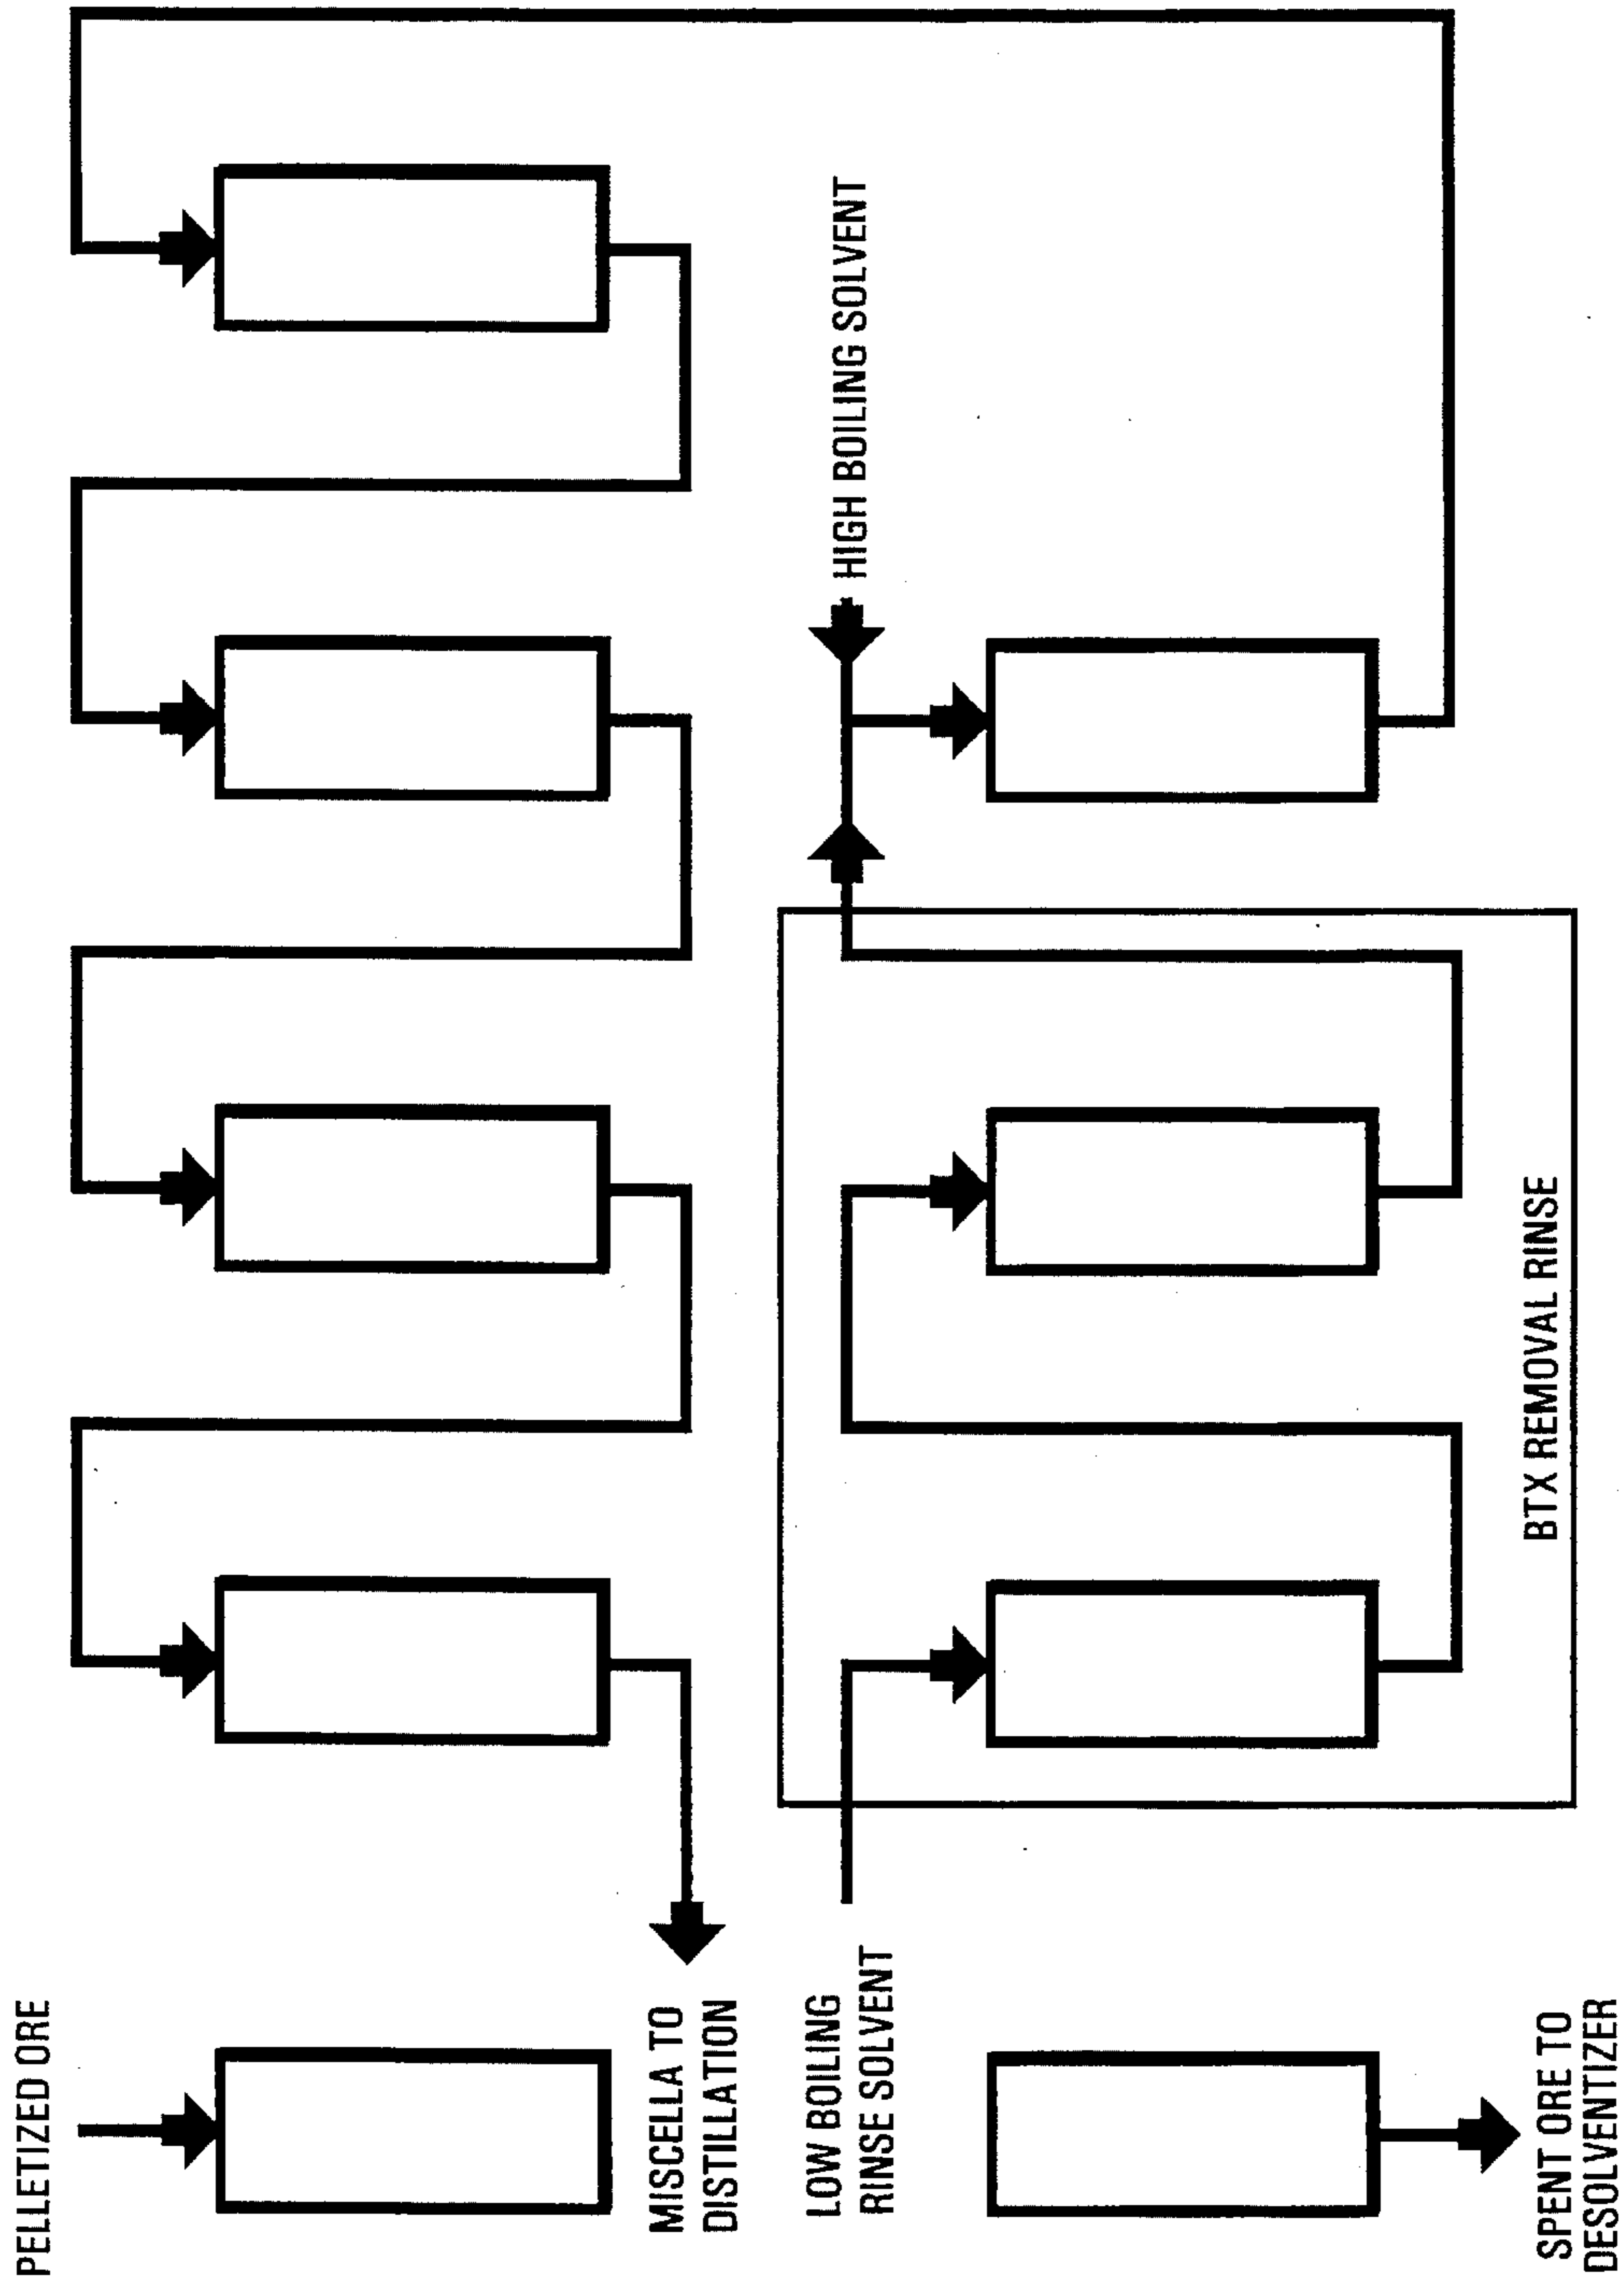 PELLETIZED ORE
MISCELLA TO
DISTILLATION
LOW BOILING
RINSE SOLVENT
HIGH BOILING SOLVENT
BTX REMOVAL RINSE
SPENT ORE TO
DESOLVENTIZER